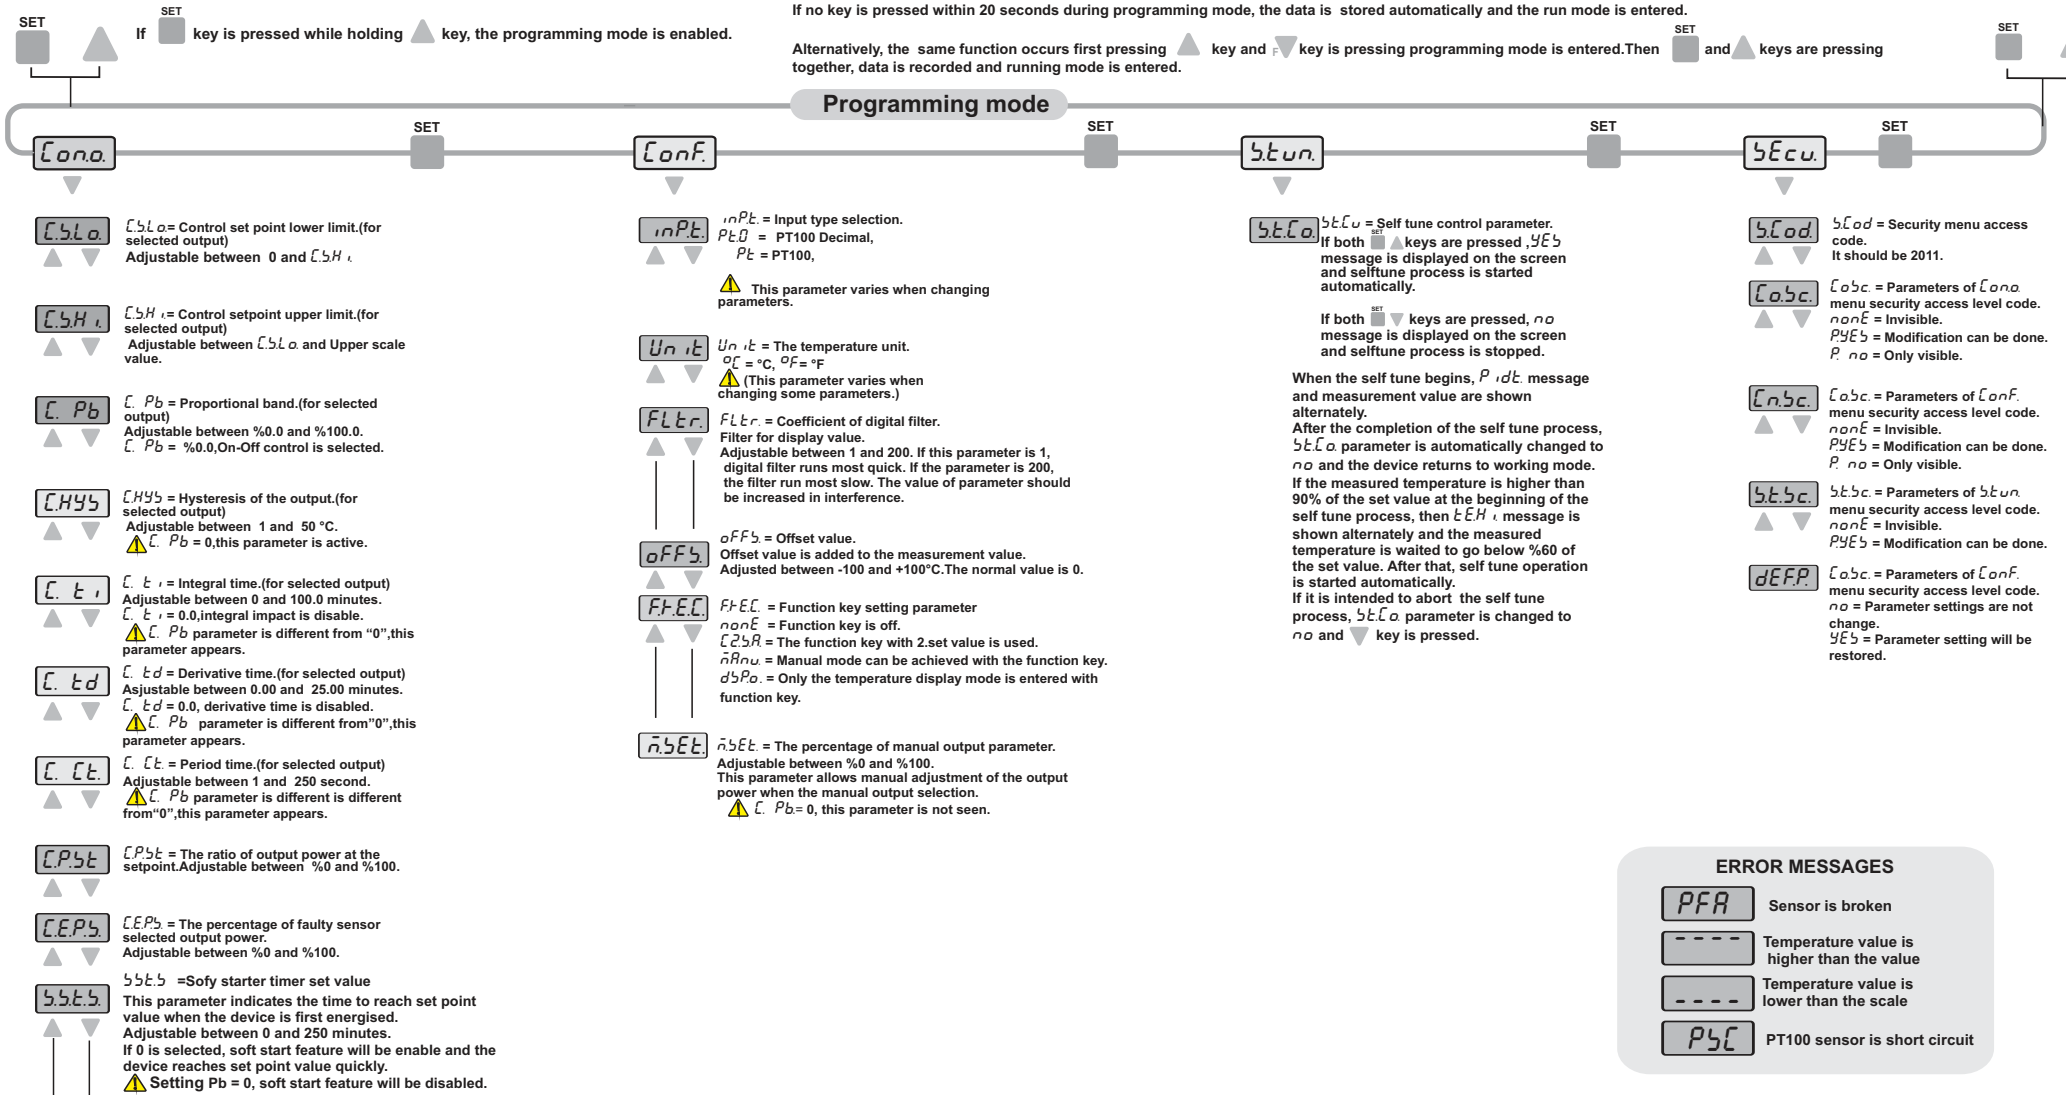 SET
If SET key is pressed while holding key, the programming mode is enabled.
If no key is pressed within 20 seconds during programming mode, the data is stored automatically and the run mode is entered.
Alternatively, the same function occurs first pressing key and F key is pressing programming mode is entered.Then SET and keys are pressing
together, data is recorded and running mode is entered.
SET
Programming mode
Con.o.
SET
ConF.
SET
S.tun.
SET
SEcu.
SET
C.S.Lo.
C.S.Lo.= Control set point lower limit.(for
selected output)
Adjustable between 0 and C.S.Hi.
C.S.Hi.
C.S.Hi.= Control setpoint upper limit.(for
selected output)
Adjustable between C.S.Lo. and Upper scale
value.
C. Pb
C. Pb = Proportional band.(for selected
output)
Adjustable between %0.0 and %100.0.
C. Pb = %0.0,On-Off control is selected.
C.HYS
C.HYS = Hysteresis of the output.(for
selected output)
Adjustable between 1 and 50 °C.
C. Pb = 0,this parameter is active.
C. ti
C. ti = Integral time.(for selected output)
Adjustable between 0 and 100.0 minutes.
C. ti = 0.0,integral impact is disable.
C. Pb parameter is different from “0”,this
parameter appears.
C. td
C. td = Derivative time.(for selected output)
Asjustable between 0.00 and 25.00 minutes.
C. td = 0.0, derivative time is disabled.
C. Pb parameter is different from"0”,this
parameter appears.
C. Ct.
C. Ct. = Period time.(for selected output)
Adjustable between 1 and 250 second.
C. Pb parameter is different is different
from“0”,this parameter appears.
C.P.St
C.P.St = The ratio of output power at the
setpoint.Adjustable between %0 and %100.
C.E.P.S.
C.E.P.S. = The percentage of faulty sensor
selected output power.
Adjustable between %0 and %100.
S.S.t.S.
SSt.S =Sofy starter timer set value
This parameter indicates the time to reach set point
value when the device is first energised.
Adjustable between 0 and 250 minutes.
If 0 is selected, soft start feature will be enable and the
device reaches set point value quickly.
Setting Pb = 0, soft start feature will be disabled.
inP.t.
inP.t. = Input type selection.
Pt.0 = PT100 Decimal,
Pt = PT100,
This parameter varies when changing
parameters.
Unit
Unit = The temperature unit.
°C = °C, °F = °F
(This parameter varies when
changing some parameters.)
FLtr.
FLtr. = Coefficient of digital filter.
Filter for display value.
Adjustable between 1 and 200. If this parameter is 1,
digital filter runs most quick. If the parameter is 200,
the filter run most slow. The value of parameter should
be increased in interference.
oFFS.
oFFS. = Offset value.
Offset value is added to the measurement value.
Adjusted between -100 and +100°C.The normal value is 0.
F.t.E.C.
F.t.E.C. = Function key setting parameter
nonE = Function key is off.
C2.S.A. = The function key with 2.set value is used.
mAnu. = Manual mode can be achieved with the function key.
dSP.o. = Only the temperature display mode is entered with
function key.
m.SEt.
m.SEt. = The percentage of manual output parameter.
Adjustable between %0 and %100.
This parameter allows manual adjustment of the output
power when the manual output selection.
C. Pb.= 0, this parameter is not seen.
S.t.Co.
St.Cu = Self tune control parameter.
If both SET keys are pressed ,YES
message is displayed on the screen
and selftune process is started
automatically.
If both SET keys are pressed, no
message is displayed on the screen
and selftune process is stopped.
When the self tune begins, Pidt. message
and measurement value are shown
alternately.
After the completion of the self tune process,
St.Co. parameter is automatically changed to
no and the device returns to working mode.
If the measured temperature is higher than
90% of the set value at the beginning of the
self tune process, then tE.Hi. message is
shown alternately and the measured
temperature is waited to go below %60 of
the set value. After that, self tune operation
is started automatically.
If it is intended to abort the self tune
process, St.Co. parameter is changed to
no and key is pressed.
S.Cod.
S.Cod = Security menu access
code.
It should be 2011.
Co.Sc.
Co.Sc. = Parameters of Con.o.
menu security access level code.
nonE = Invisible.
P.YES = Modification can be done.
P. no = Only visible.
Cn.Sc.
Co.Sc. = Parameters of ConF.
menu security access level code.
nonE = Invisible.
P.YES = Modification can be done.
P. no = Only visible.
S.t.Sc.
S.t.Sc. = Parameters of S.tun.
menu security access level code.
nonE = Invisible.
P.YES = Modification can be done.
dEF.P.
Co.Sc. = Parameters of ConF.
menu security access level code.
no = Parameter settings are not
change.
YES = Parameter setting will be
restored.
ERROR MESSAGES
PFA
Sensor is broken
- - - -
Temperature value is
higher than the value
- - - -
Temperature value is
lower than the scale
PSC
PT100 sensor is short circuit